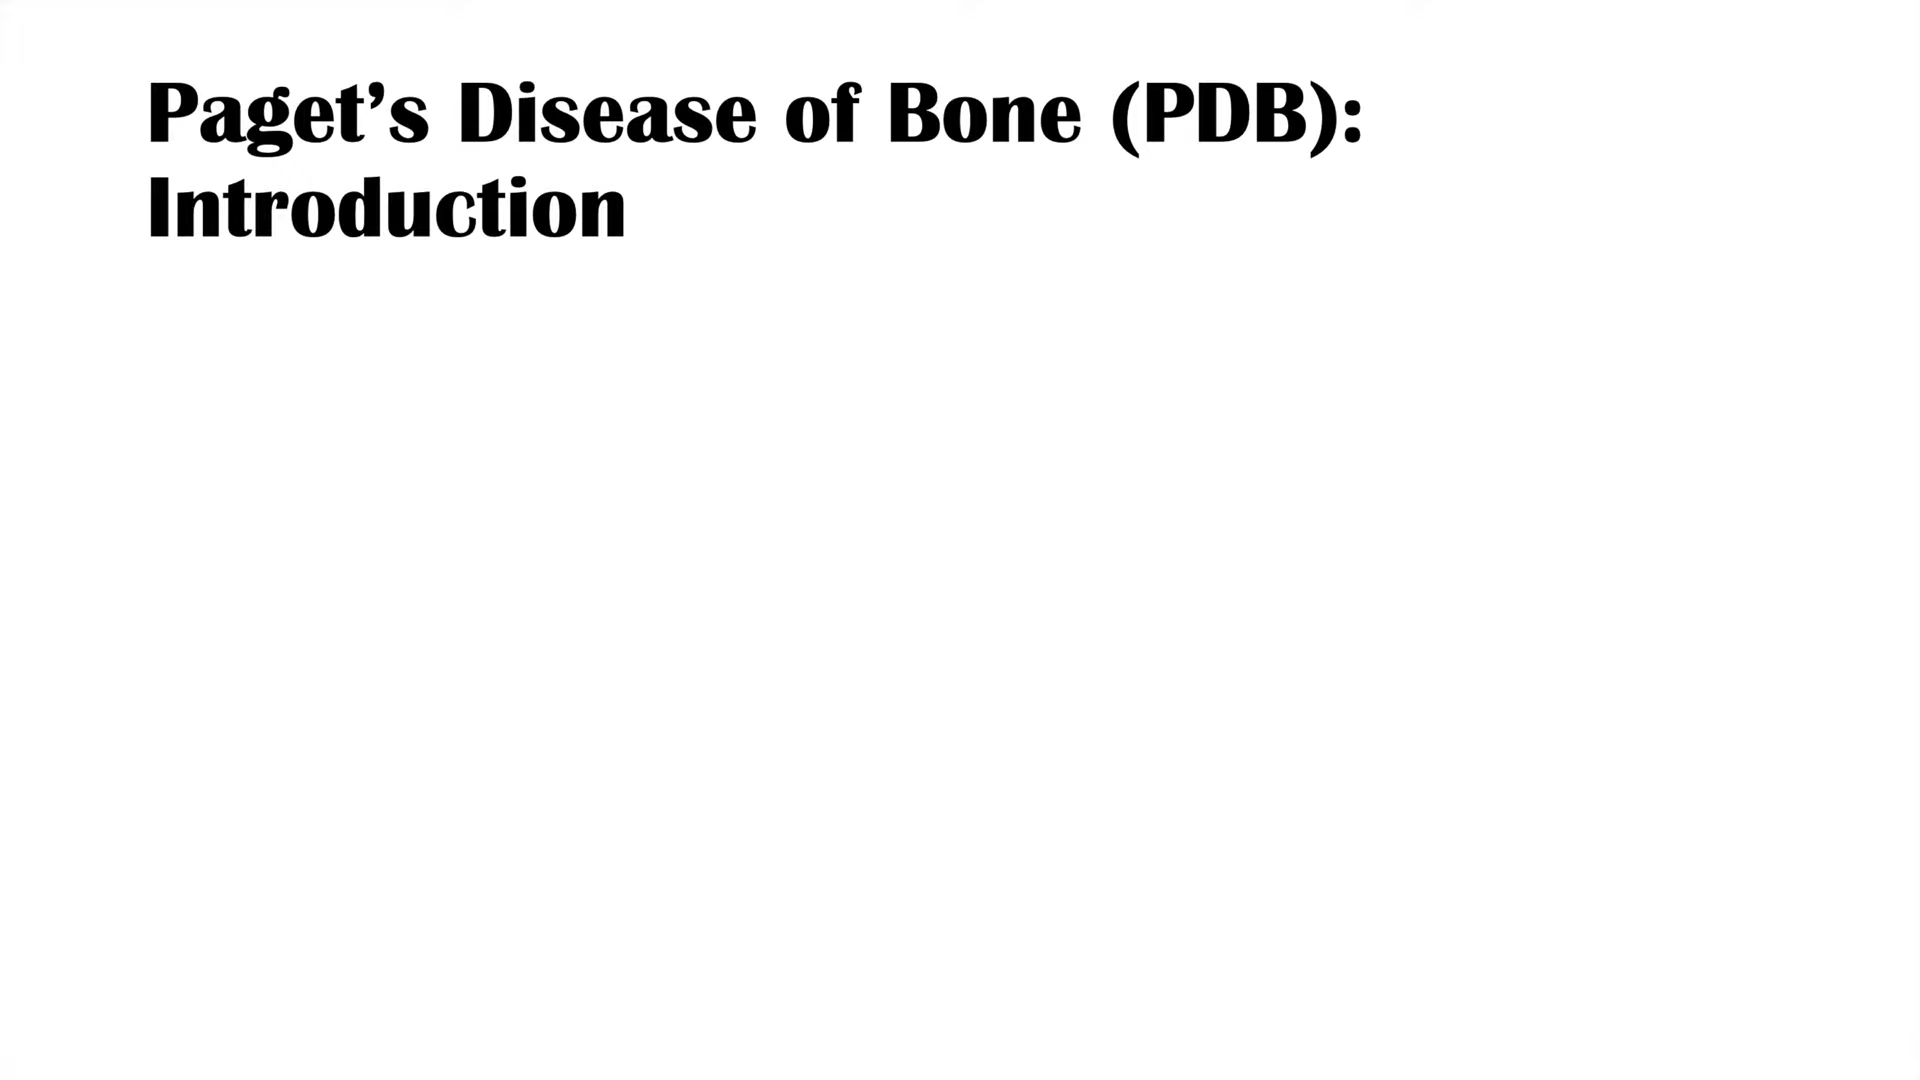 Paget’s Disease of Bone (PDB):
Introduction